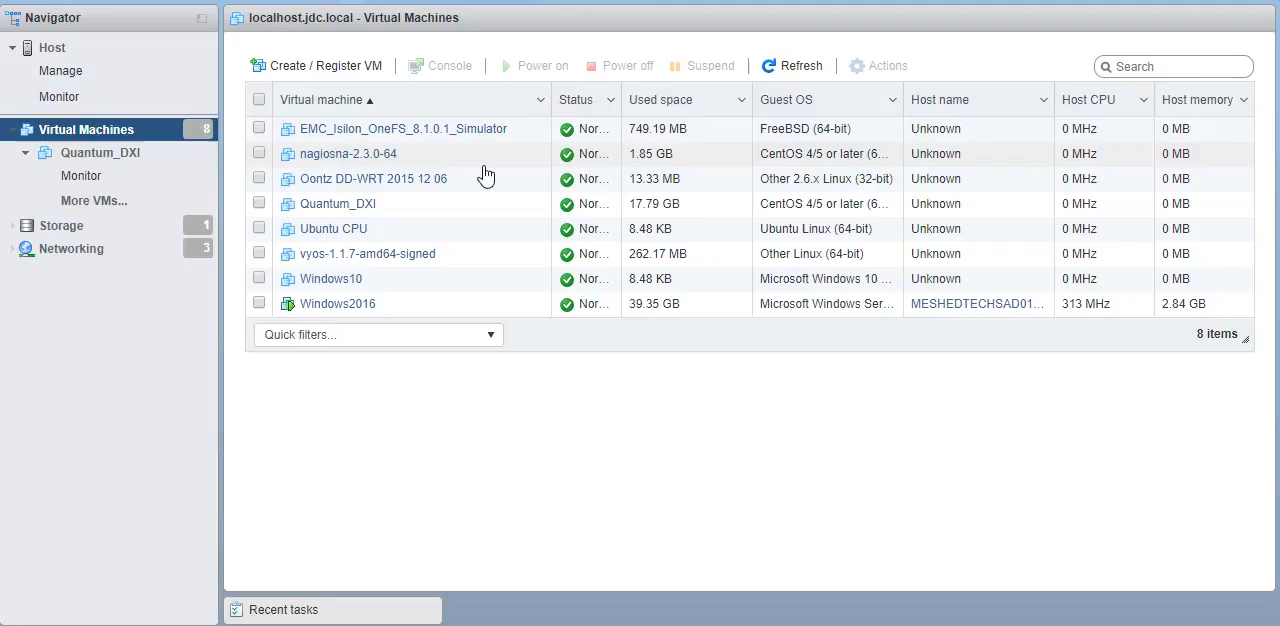 Navigator
Host
Manage
Monitor
Virtual Machines 8
Quantum_DXI
Monitor
More VMs...
Storage 1
Networking 3
localhost.jdc.local - Virtual Machines
Create / Register VM Console Power on Power off Suspend Refresh Actions Search
Virtual machine ▲ Status Used space Guest OS Host name Host CPU Host memory
EMC_Isilon_OneFS_8.1.0.1_Simulator Nor... 749.19 MB FreeBSD (64-bit) Unknown 0 MHz 0 MB
nagiosna-2.3.0-64 Nor... 1.85 GB CentOS 4/5 or later (6... Unknown 0 MHz 0 MB
Oontz DD-WRT 2015 12 06 Nor... 13.33 MB Other 2.6.x Linux (32-bit) Unknown 0 MHz 0 MB
Quantum_DXI Nor... 17.79 GB CentOS 4/5 or later (6... Unknown 0 MHz 0 MB
Ubuntu CPU Nor... 8.48 KB Ubuntu Linux (64-bit) Unknown 0 MHz 0 MB
vyos-1.1.7-amd64-signed Nor... 262.17 MB Other Linux (64-bit) Unknown 0 MHz 0 MB
Windows10 Nor... 8.48 KB Microsoft Windows 10 ... Unknown 0 MHz 0 MB
Windows2016 Nor... 39.35 GB Microsoft Windows Ser... MESHEDTECHSAD01... 313 MHz 2.84 GB
Quick filters... 8 items
Recent tasks